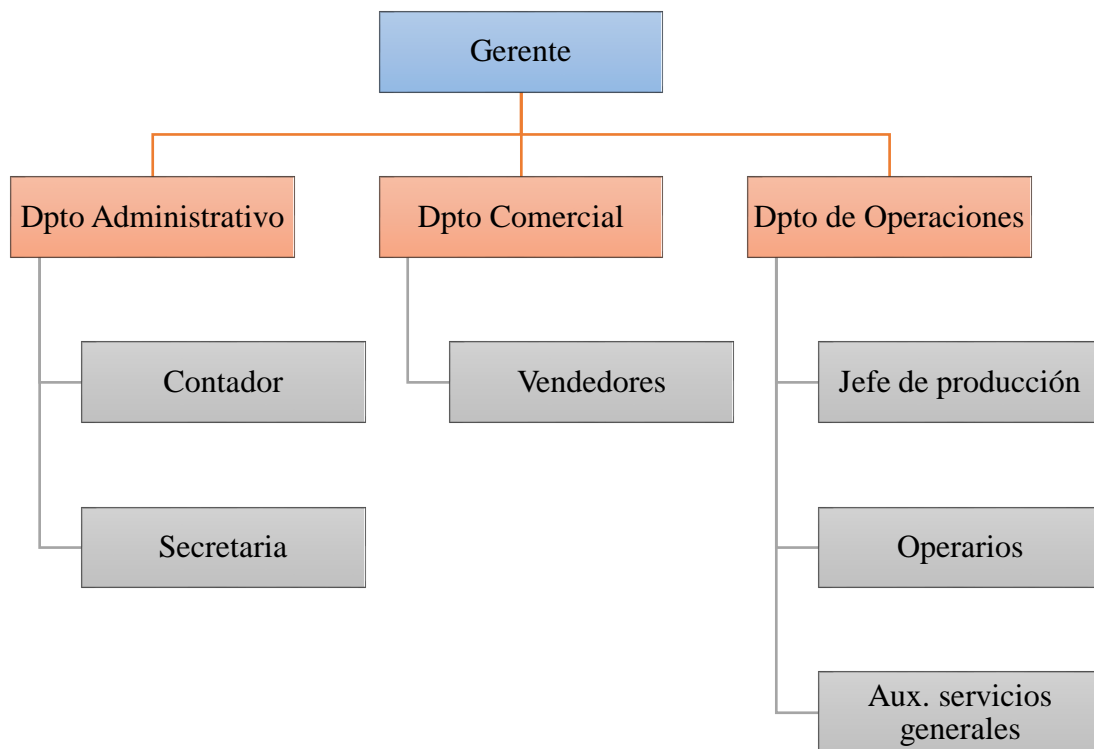 Gerente
Dpto Administrativo
Dpto Comercial
Dpto de Operaciones
Contador
Vendedores
Jefe de producción
Secretaria
Operarios
Aux. servicios
generales